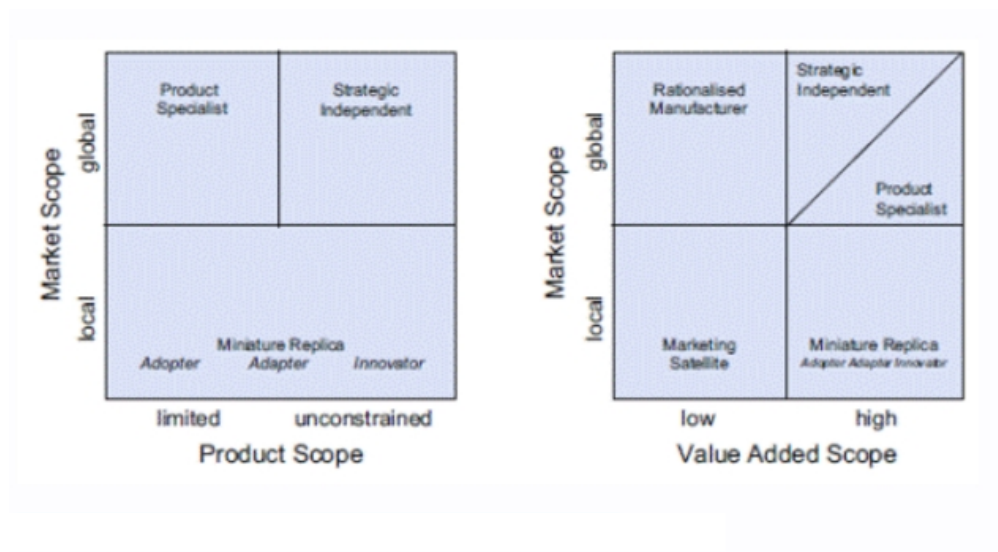 Product
Specialist
Strategic
Independent
global
Market Scope
local
Miniature Replica
Adopter Adapter Innovator
limited unconstrained
Product Scope
Rationalised
Manufacturer
Strategic
Independent
Product
Specialist
global
Market Scope
local
Marketing
Satellite
Miniature Replica
Adopter Adapter Innovator
low high
Value Added Scope